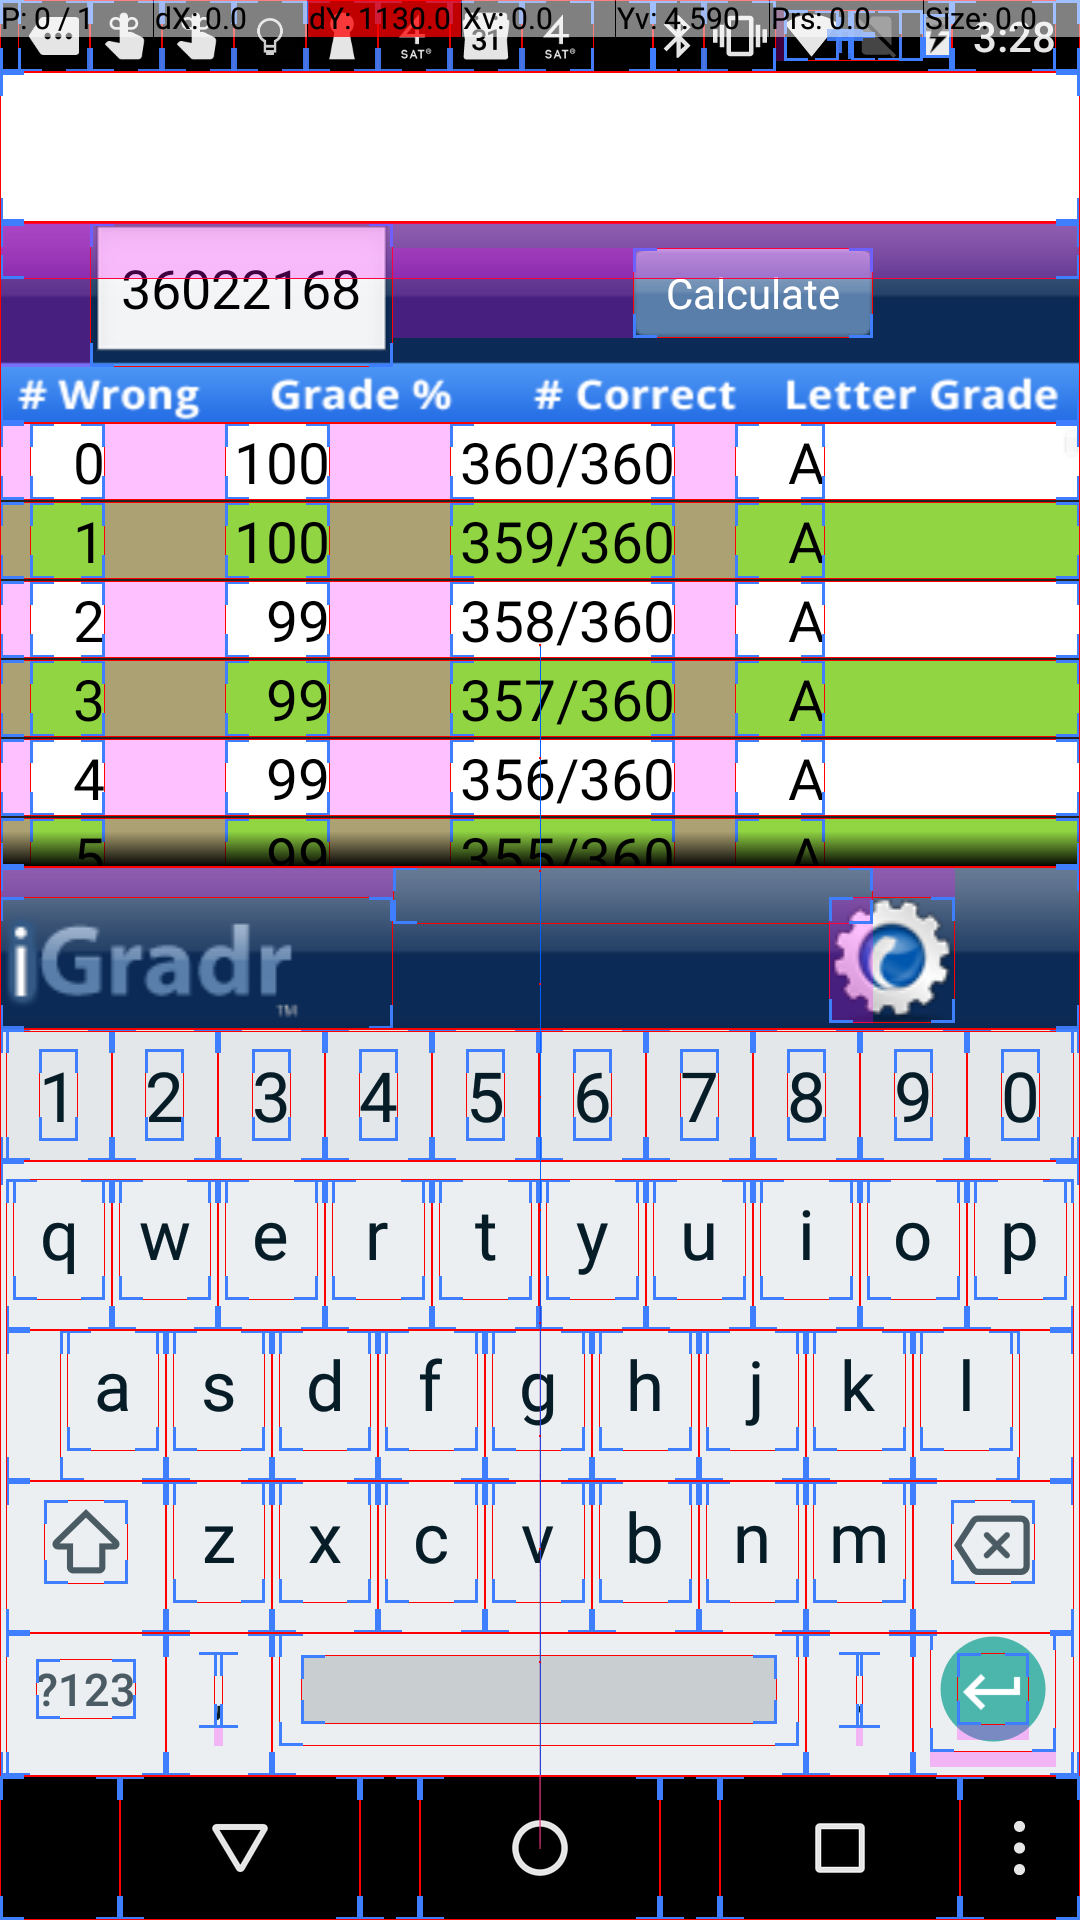 P: 0 / 1 dX: 0.0 dY: 1130.0 Xv: 0.0 Yv: 4.590 Prs: 0.0 Size: 0.0
4 SAT® 31 4 SAT® 3:28
36022168 Calculate
# Wrong Grade % # Correct Letter Grade
0 100 360/360 A
1 100 359/360 A
2 99 358/360 A
3 99 357/360 A
4 99 356/360 A
5 99 355/360 A
iGradr™
1 2 3 4 5 6 7 8 9 0
q w e r t y u i o p
a s d f g h j k l
z x c v b n m
?123 , .